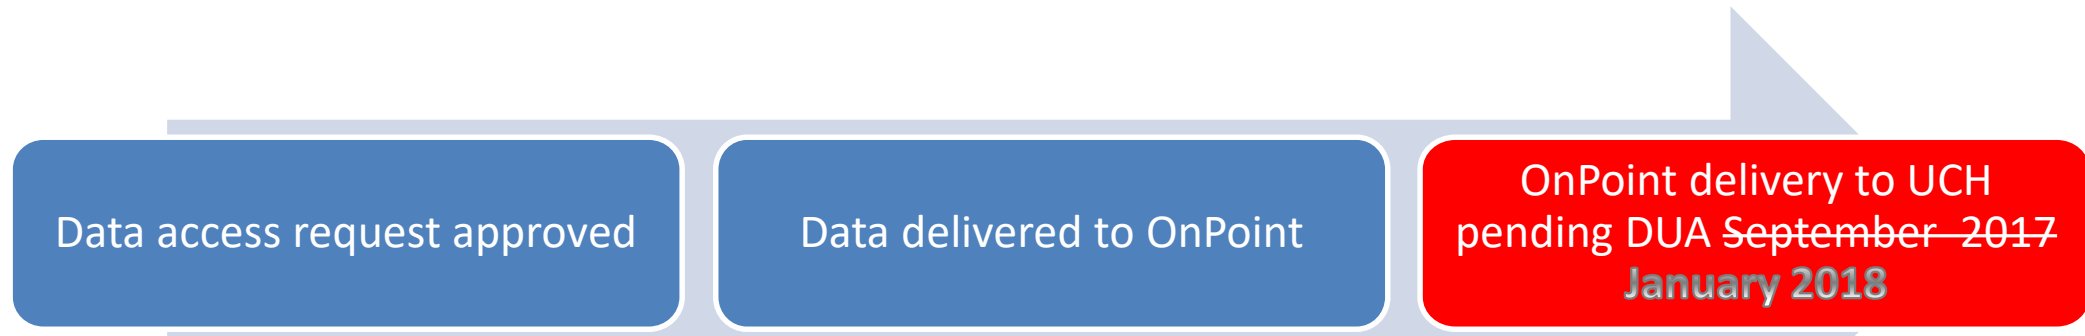 Data access request approved
Data delivered to OnPoint
OnPoint delivery to UCH
pending DUA September 2017
January 2018